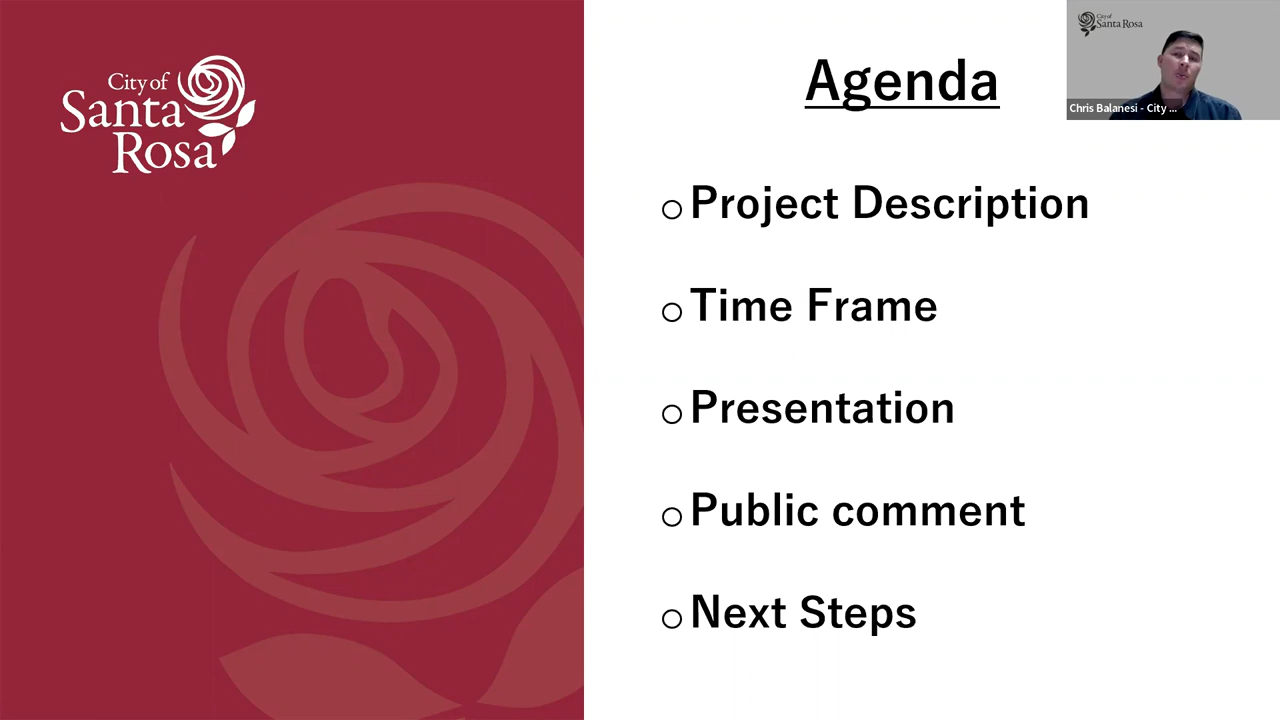 City of
Santa
Rosa
Agenda
City of
Santa Rosa
Chris Balanesi - City ...
Project Description
Time Frame
Presentation
Public comment
Next Steps